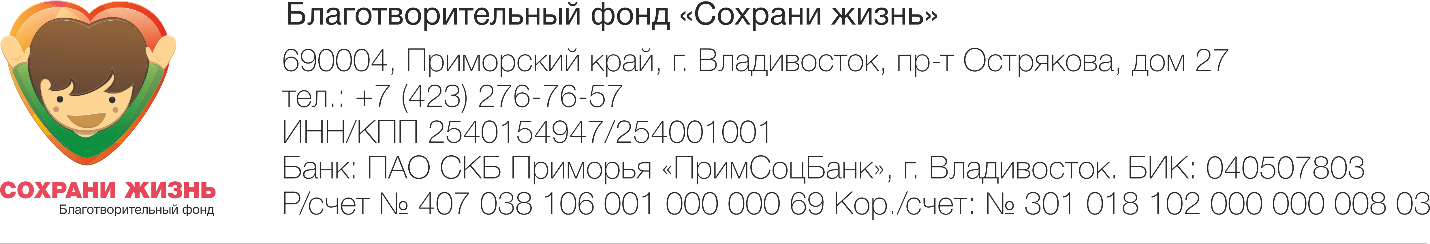 Благотворительный фонд «Сохрани жизнь»
690004, Приморский край, г. Владивосток, пр-т Острякова, дом 27
тел.: +7 (423) 276-76-57
ИНН/КПП 2540154947/254001001
Банк: ПАО СКБ Приморья «ПримСоцБанк», г. Владивосток. БИК: 040507803
Р/счет № 407 038 106 001 000 000 69 Кор./счет: № 301 018 102 000 000 008 03
СОХРАНИ ЖИЗНЬ
Благотворительный фонд